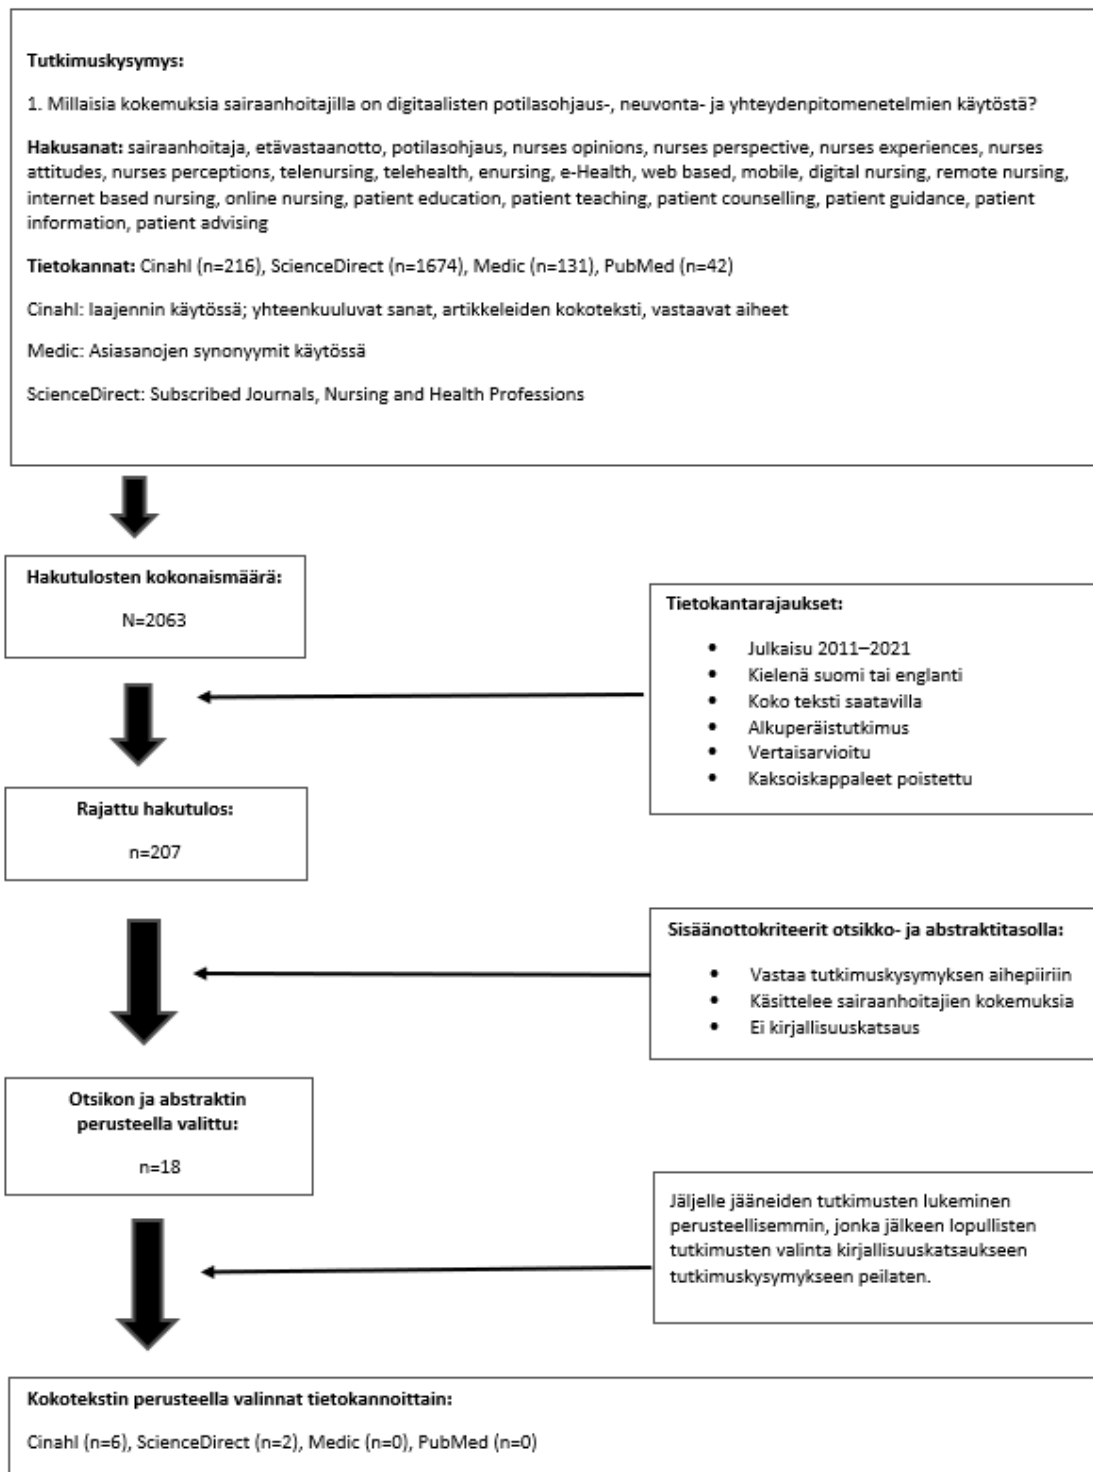 Tutkimuskysymys:
1. Millaisia kokemuksia sairaanhoitajilla on digitaalisten potilasohjaus-, neuvonta- ja yhteydenpitomenetelmien käytöstä?
Hakusanat: sairaanhoitaja, etävastaanotto, potilasohjaus, nurses opinions, nurses perspective, nurses experiences, nurses
attitudes, nurses perceptions, telenursing, telehealth, enursing, e-Health, web based, mobile, digital nursing, remote nursing,
internet based nursing, online nursing, patient education, patient teaching, patient counselling, patient guidance, patient
information, patient advising
Tietokannat: Cinahl (n=216), ScienceDirect (n=1674), Medic (n=131), PubMed (n=42)
Cinahl: laajennin käytössä; yhteenkuuluvat sanat, artikkeleiden kokoteksti, vastaavat aiheet
Medic: Asiasanojen synonyymit käytössä
ScienceDirect: Subscribed Journals, Nursing and Health Professions
Hakutulosten kokonaismäärä:
N=2063
Tietokantarajaukset:
• Julkaisu 2011–2021
• Kielenä suomi tai englanti
• Koko teksti saatavilla
• Alkuperäistutkimus
• Vertaisarvioitu
• Kaksoiskappaleet poistettu
Rajattu hakutulos:
n=207
Sisäänottokriteerit otsikko- ja abstraktitasolla:
• Vastaa tutkimuskysymyksen aihepiiriin
• Käsittelee sairaanhoitajien kokemuksia
• Ei kirjallisuuskatsaus
Otsikon ja abstraktin
perusteella valittu:
n=18
Jäljelle jääneiden tutkimusten lukeminen
perusteellisemmin, jonka jälkeen lopullisten
tutkimusten valinta kirjallisuuskatsaukseen
tutkimuskysymykseen peilaten.
Kokotekstin perusteella valinnat tietokannoittain:
Cinahl (n=6), ScienceDirect (n=2), Medic (n=0), PubMed (n=0)